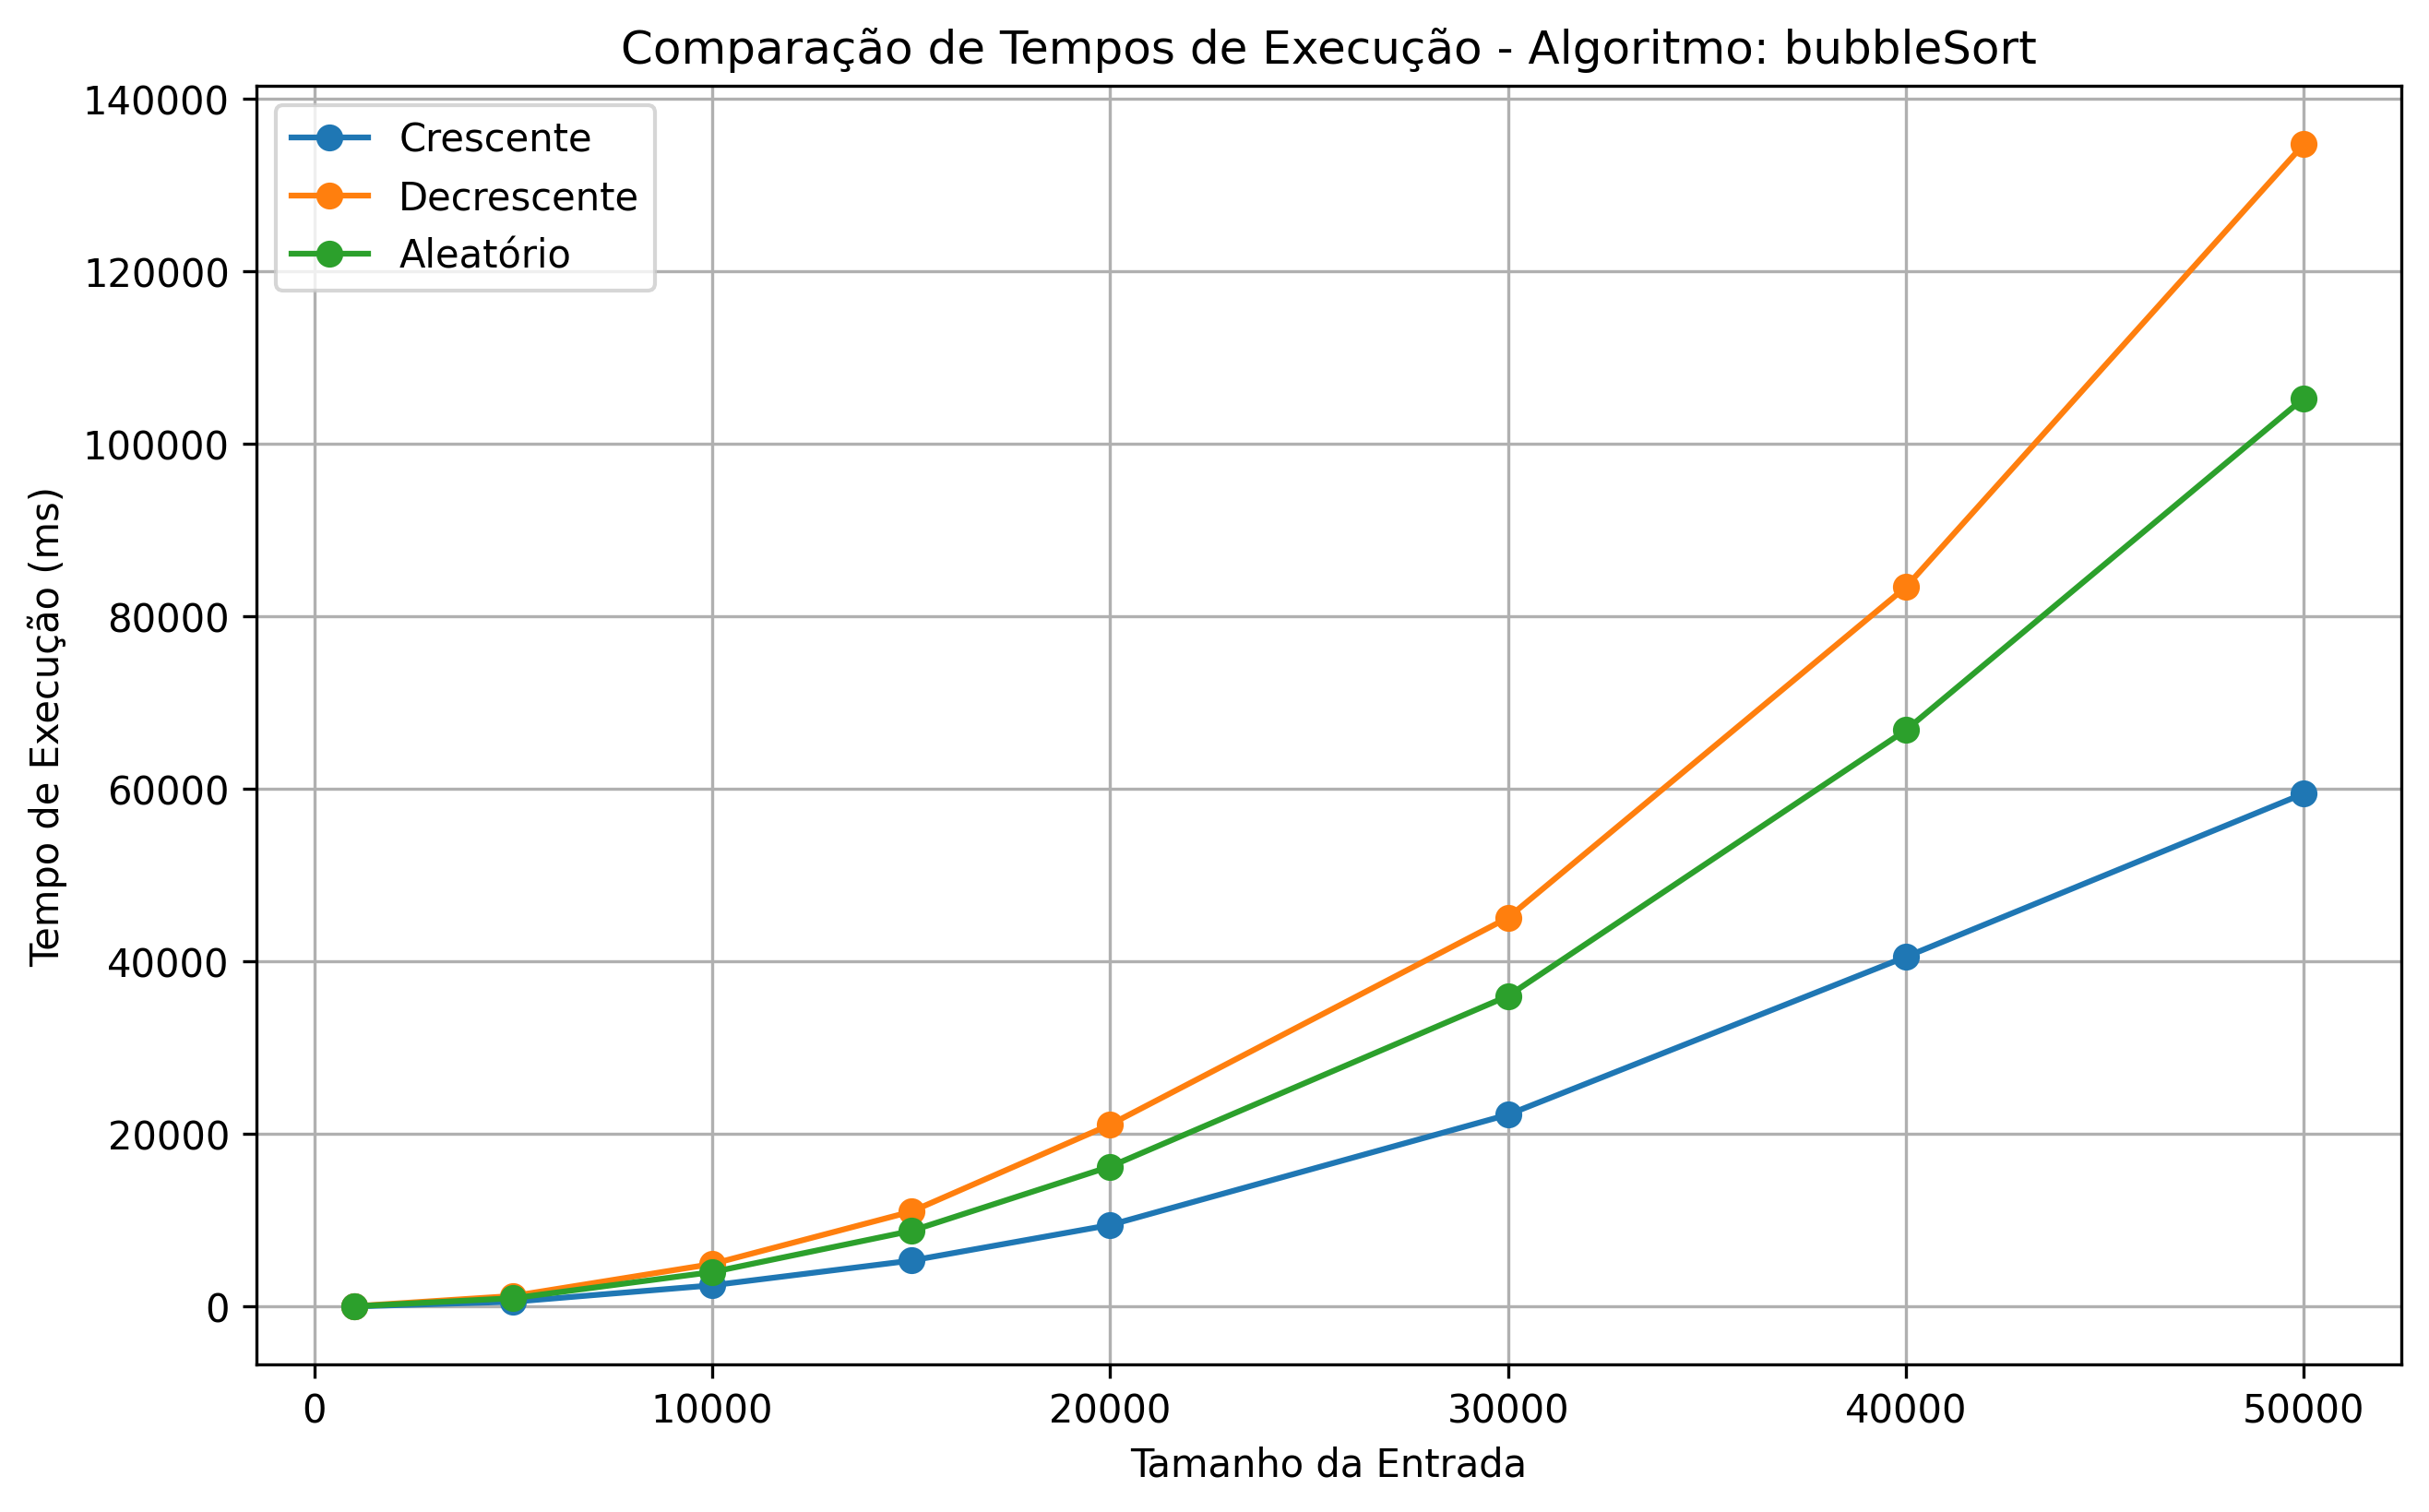 Comparação de Tempos de Execução - Algoritmo: bubbleSort
Crescente
Decrescente
Aleatório
Tempo de Execução (ms)
140000
120000
100000
80000
60000
40000
20000
0
0 10000 20000 30000 40000 50000
Tamanho da Entrada